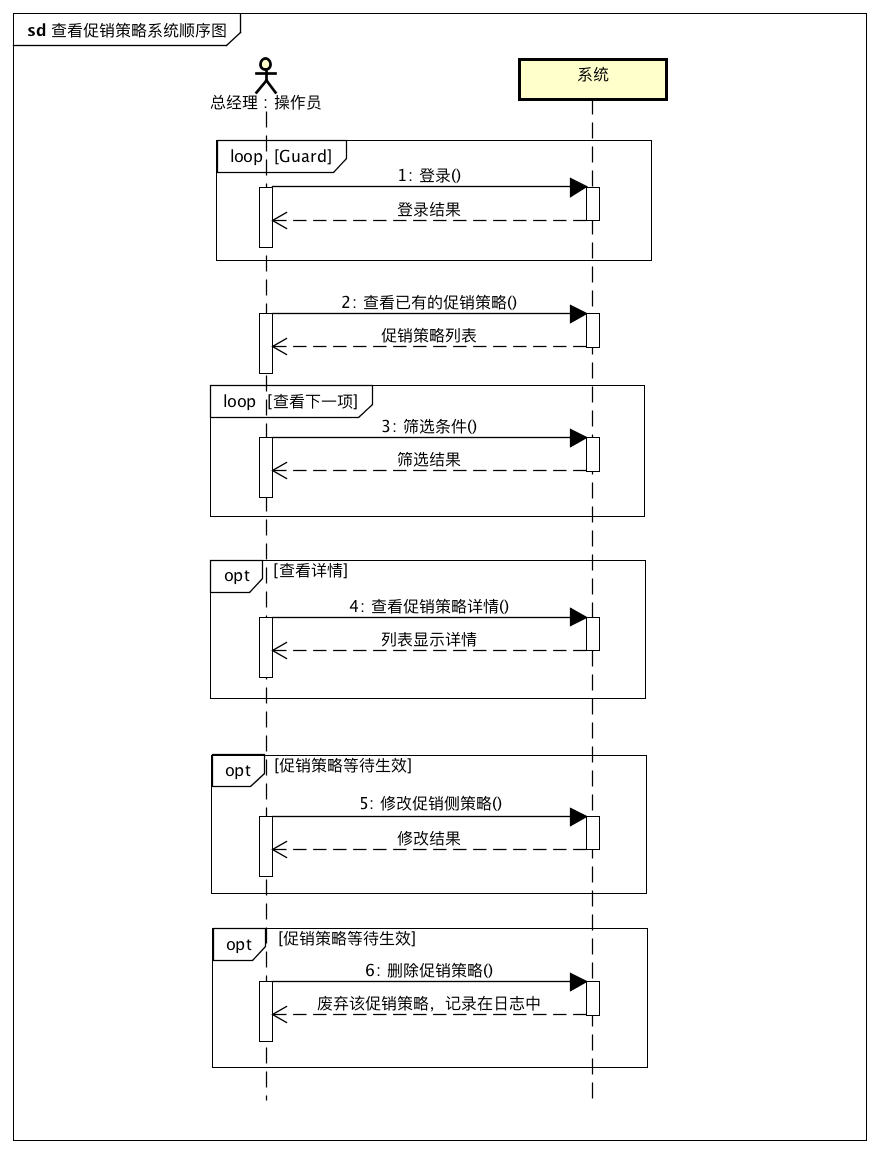 sd 查看促销策略系统顺序图
总经理 : 操作员
系统
loop [Guard]
1: 登录()
登录结果
2: 查看已有的促销策略()
促销策略列表
loop [查看下一项]
3: 筛选条件()
筛选结果
opt [查看详情]
4: 查看促销策略详情()
列表显示详情
opt [促销策略等待生效]
5: 修改促销侧策略()
修改结果
opt [促销策略等待生效]
6: 删除促销策略()
废弃该促销策略，记录在日志中